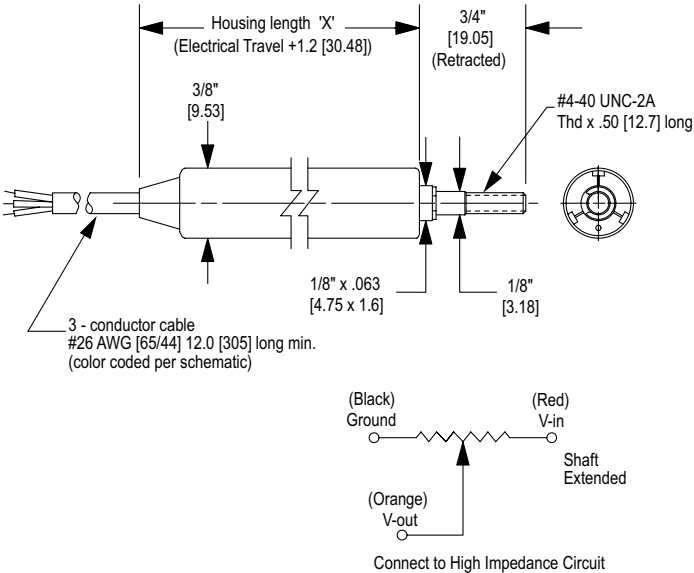 Housing length 'X'
(Electrical Travel +1.2 [30.48])
3/4"
[19.05]
(Retracted)
3/8"
[9.53]
#4-40 UNC-2A
Thd x .50 [12.7] long
1/8" x .063
[4.75 x 1.6]
1/8"
[3.18]
3 - conductor cable
#26 AWG [65/44] 12.0 [305] long min.
(color coded per schematic)
(Black)
Ground
(Red)
V-in
Shaft
Extended
(Orange)
V-out
Connect to High Impedance Circuit